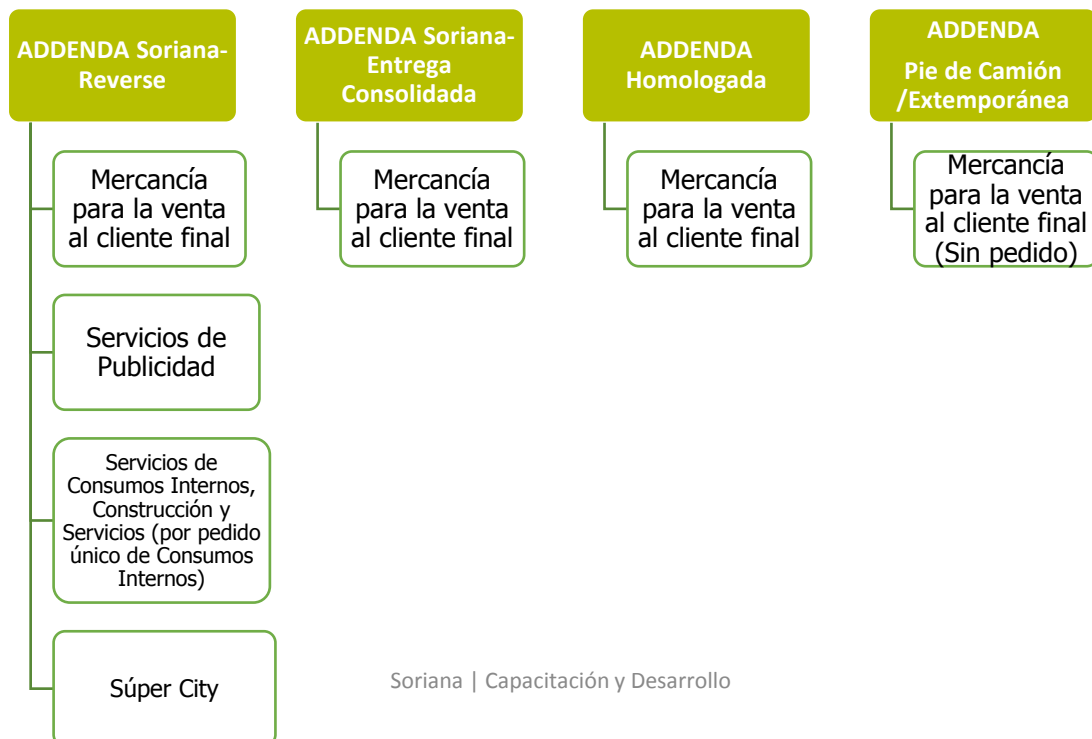 ADDENDA Soriana-
Reverse
Mercancía
para la venta
al cliente final
Servicios de
Publicidad
Servicios de
Consumos Internos,
Construcción y
Servicios (por pedido
único de Consumos
Internos)
Súper City
ADDENDA Soriana-
Entrega
Consolidada
Mercancía
para la venta
al cliente final
ADDENDA
Homologada
Mercancía
para la venta
al cliente final
ADDENDA
Pie de Camión
/Extemporánea
Mercancía
para la venta
al cliente final
(Sin pedido)
Soriana | Capacitación y Desarrollo